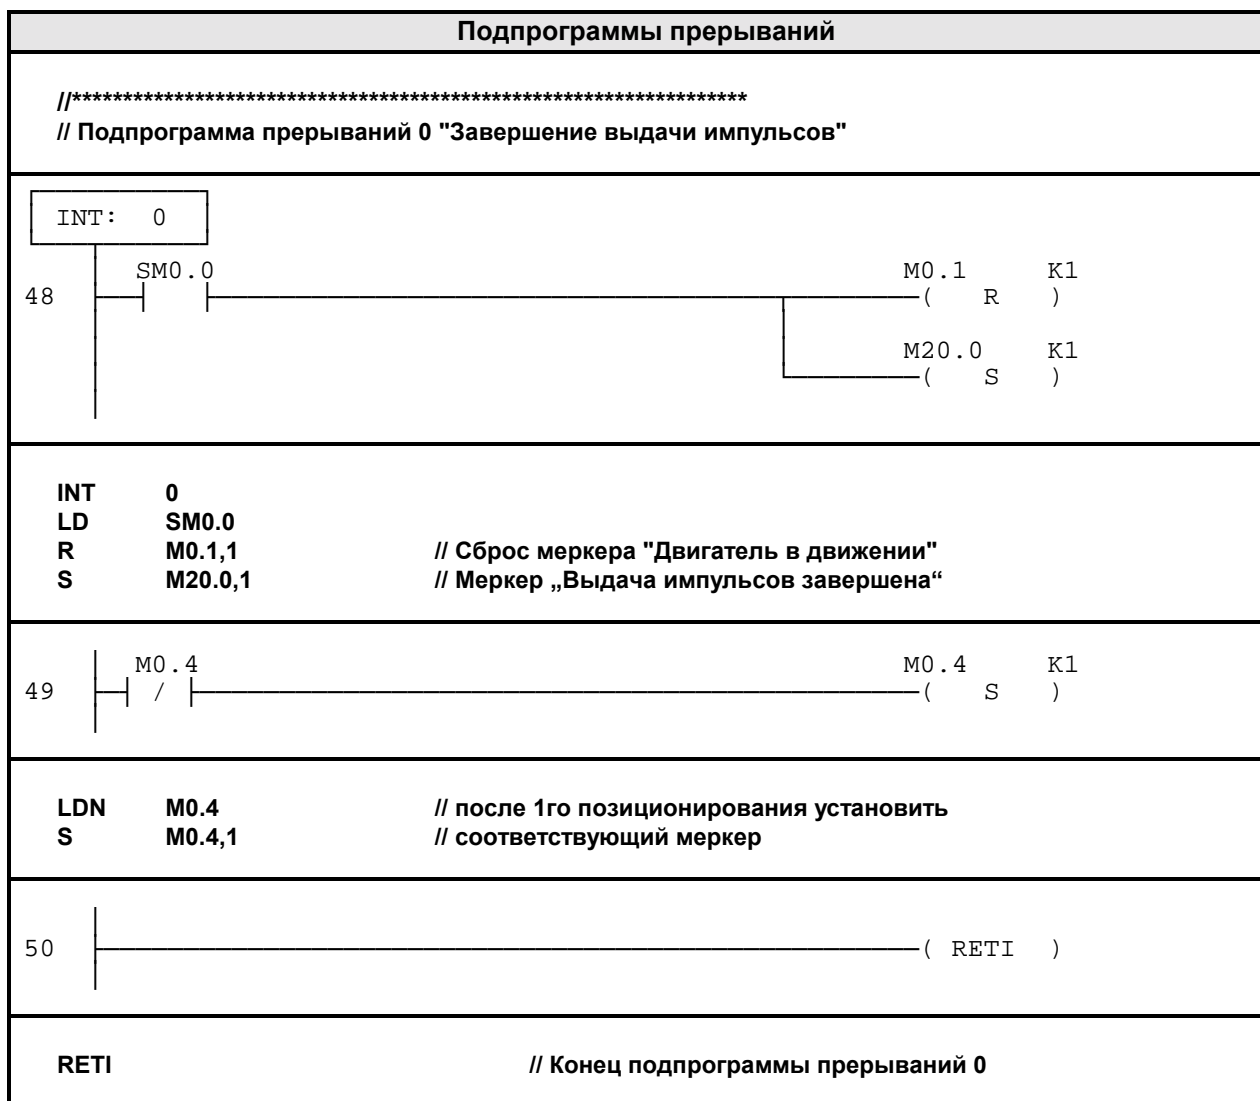 Подпрограммы прерываний
//******************************************************************
// Подпрограмма прерываний 0 "Завершение выдачи импульсов"
INT: 0
SM0.0 M0.1 K1
48 ( R )
M20.0 K1
( S )
INT 0
LD SM0.0
R M0.1,1 // Сброс меркера "Двигатель в движении"
S M20.0,1 // Меркер „Выдача импульсов завершена“
M0.4 M0.4 K1
49 / ( S )
LDN M0.4 // после 1го позиционирования установить
S M0.4,1 // соответствующий меркер
50 ( RETI )
RETI // Конец подпрограммы прерываний 0